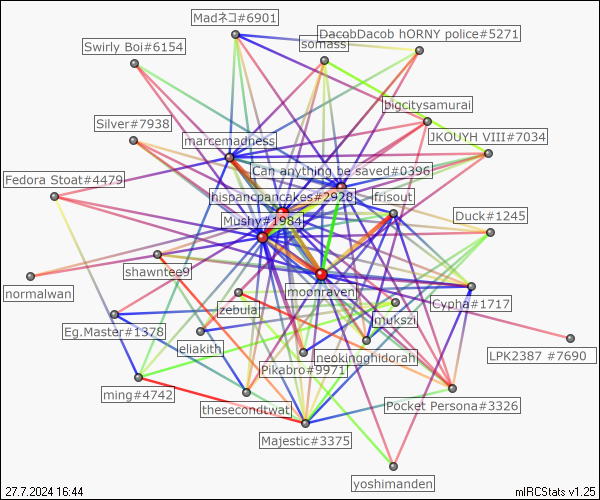 Madネコ#6901
DacobDacob hORNY police#5271
somass
Swirly Boi#6154
bigcitysamurai
Silver#7938
JKOUYH VIII#7034
marcemadness
Can anything be saved#0396
Fedora Stoat#4479
hispancpancakes#2928
frisout
Mushy#1984
Duck#1245
shawntee9
normalwan
moonraven
Cypha#1717
zebula
mukszi
Eg.Master#1378
eliakith
neokingghidorah
LPK2387 #7690
Pikabro#9971
ming#4742
thesecondtwat
Pocket Persona#3326
Majestic#3375
yoshimanden
27.7.2024 16:44
mIRCStats v1.25